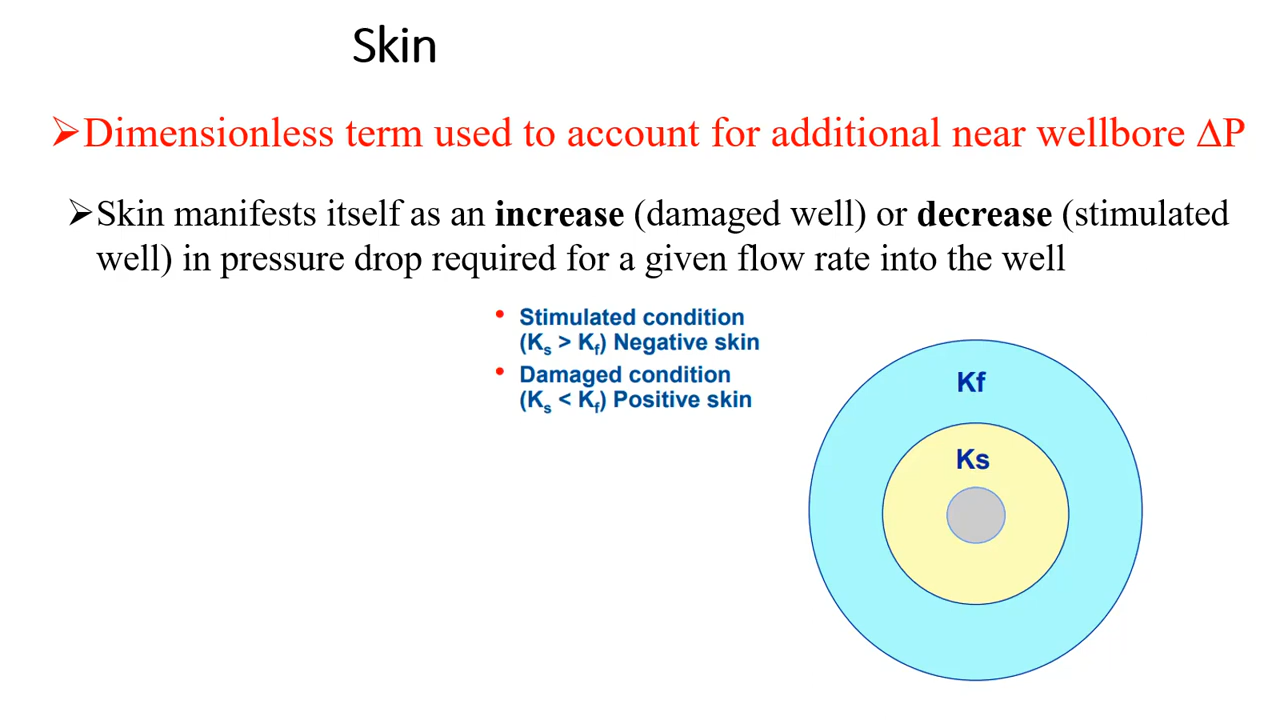 Skin
➢Dimensionless term used to account for additional near wellbore ΔP
➢Skin manifests itself as an increase (damaged well) or decrease (stimulated
well) in pressure drop required for a given flow rate into the well
• Stimulated condition
(Ks > Kf) Negative skin
• Damaged condition
(Ks < Kf) Positive skin
Kf
Ks